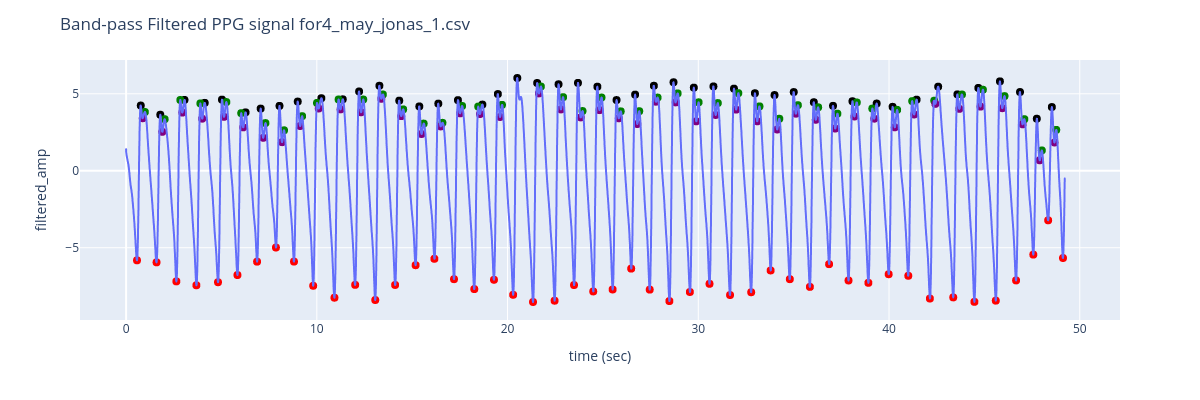 Band-pass Filtered PPG signal for4_may_jonas_1.csv
5
0
−5
filtered_amp
0 10 20 30 40 50
time (sec)